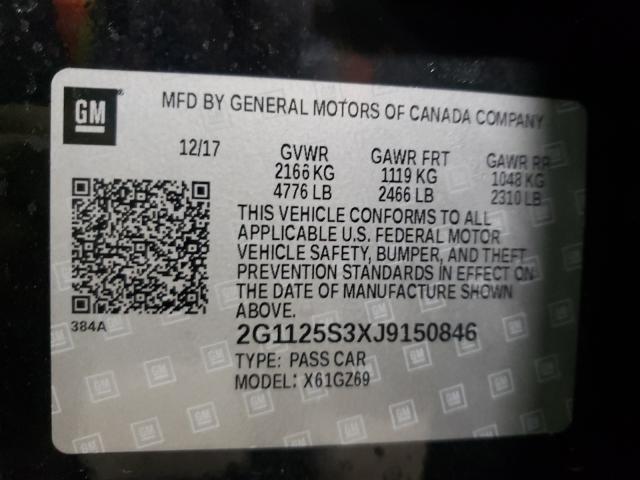 GM
MFD BY GENERAL MOTORS OF CANADA COMPANY
12/17
GVWR GAWR FRT GAWR RR
2166 KG 1119 KG 1048 KG
4776 LB 2466 LB 2310 LB
THIS VEHICLE CONFORMS TO ALL
APPLICABLE U.S. FEDERAL MOTOR
VEHICLE SAFETY, BUMPER, AND THEFT
PREVENTION STANDARDS IN EFFECT ON
THE DATE OF MANUFACTURE SHOWN
ABOVE.
384A
2G1125S3XJ9150846
TYPE: PASS CAR
MODEL: X61GZ69